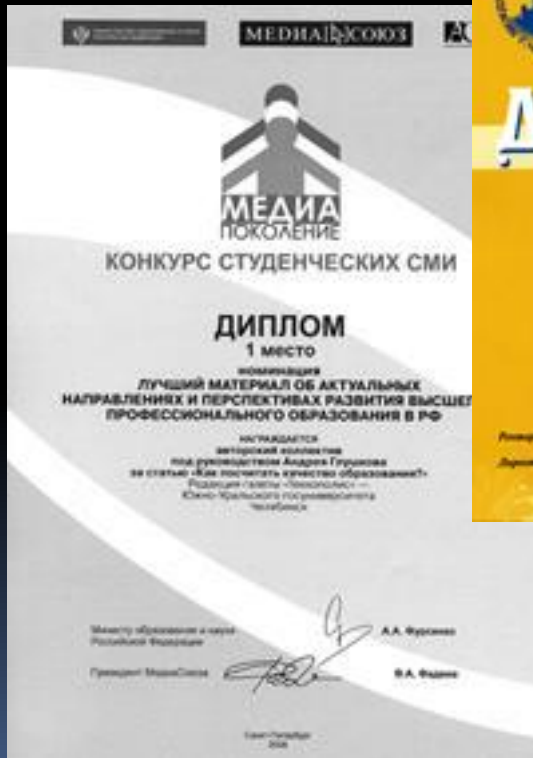 МЕДИАСОЮЗ
МЕДИА
ПОКОЛЕНИЕ
КОНКУРС СТУДЕНЧЕСКИХ СМИ
ДИПЛОМ
1 место
номинация
ЛУЧШИЙ МАТЕРИАЛ ОБ АКТУАЛЬНЫХ
НАПРАВЛЕНИЯХ И ПЕРСПЕКТИВАХ РАЗВИТИЯ ВЫСШЕГ
ПРОФЕССИОНАЛЬНОГО ОБРАЗОВАНИЯ В РФ
НАГРАЖДАЕТСЯ
авторский коллектив
под руководством Андрея Глушкова
за статью «Как посчитать качество образования?»
Редакция газеты «Технополис» —
Южно-Уральского госуниверситета
Челябинск
Министр образования и науки
Российской Федерации
А.А. Фурсенко
Президент МедиаСоюза
В.А. Фадеев
Санкт-Петербург